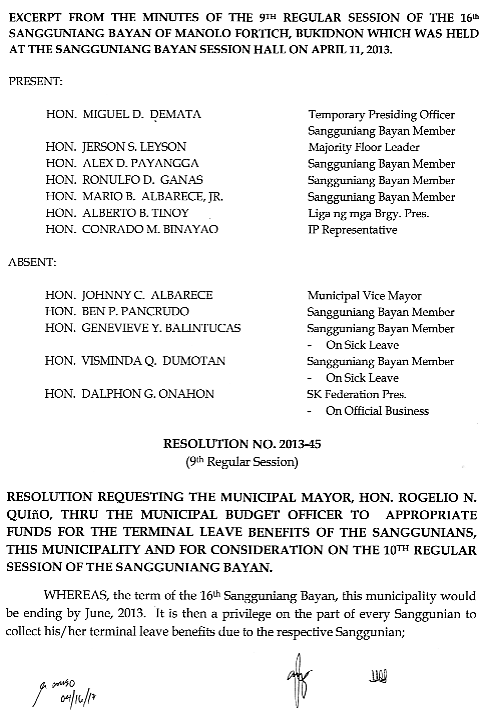 EXCERPT FROM THE MINUTES OF THE 9TH REGULAR SESSION OF THE 16th
SANGGUNIANG BAYAN OF MANOLO FORTICH, BUKIDNON WHICH WAS HELD
AT THE SANGGUNIANG BAYAN SESSION HALL ON APRIL 11, 2013.
PRESENT:
HON. MIGUEL D. DEMATA Temporary Presiding Officer
Sangguniang Bayan Member
HON. JERSON S. LEYSON Majority Floor Leader
HON. ALEX D. PAYANGGA Sangguniang Bayan Member
HON. RONULFO D. GANAS Sangguniang Bayan Member
HON. MARIO B. ALBARECE, JR. Sangguniang Bayan Member
HON. ALBERTO B. TINOY Liga ng mga Brgy. Pres.
HON. CONRADO M. BINAYAO IP Representative
ABSENT:
HON. JOHNNY C. ALBARECE Municipal Vice Mayor
HON. BEN P. PANCRUDO Sangguniang Bayan Member
HON. GENEVIEVE Y. BALINTUCAS Sangguniang Bayan Member
- On Sick Leave
HON. VISMINDA Q. DUMOTAN Sangguniang Bayan Member
- On Sick Leave
HON. DALPHON G. ONAHON SK Federation Pres.
- On Official Business
RESOLUTION NO. 2013-45
(9th Regular Session)
RESOLUTION REQUESTING THE MUNICIPAL MAYOR, HON. ROGELIO N.
QUIñO, THRU THE MUNICIPAL BUDGET OFFICER TO APPROPRIATE
FUNDS FOR THE TERMINAL LEAVE BENEFITS OF THE SANGGUNIANS,
THIS MUNICIPALITY AND FOR CONSIDERATION ON THE 10TH REGULAR
SESSION OF THE SANGGUNIANG BAYAN.
WHEREAS, the term of the 16th Sangguniang Bayan, this municipality would
be ending by June, 2013. It is then a privilege on the part of every Sanggunian to
collect his/her terminal leave benefits due to the respective Sanggunian;
04/16/17